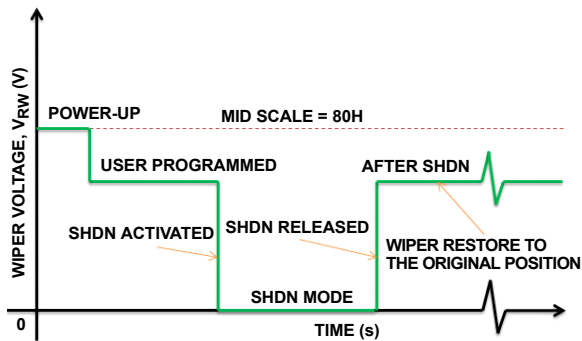 WIPER VOLTAGE, VRW (V)
POWER-UP
MID SCALE = 80H
USER PROGRAMMED
AFTER SHDN
SHDN ACTIVATED
SHDN RELEASED
WIPER RESTORE TO
THE ORIGINAL POSITION
SHDN MODE
0
TIME (s)